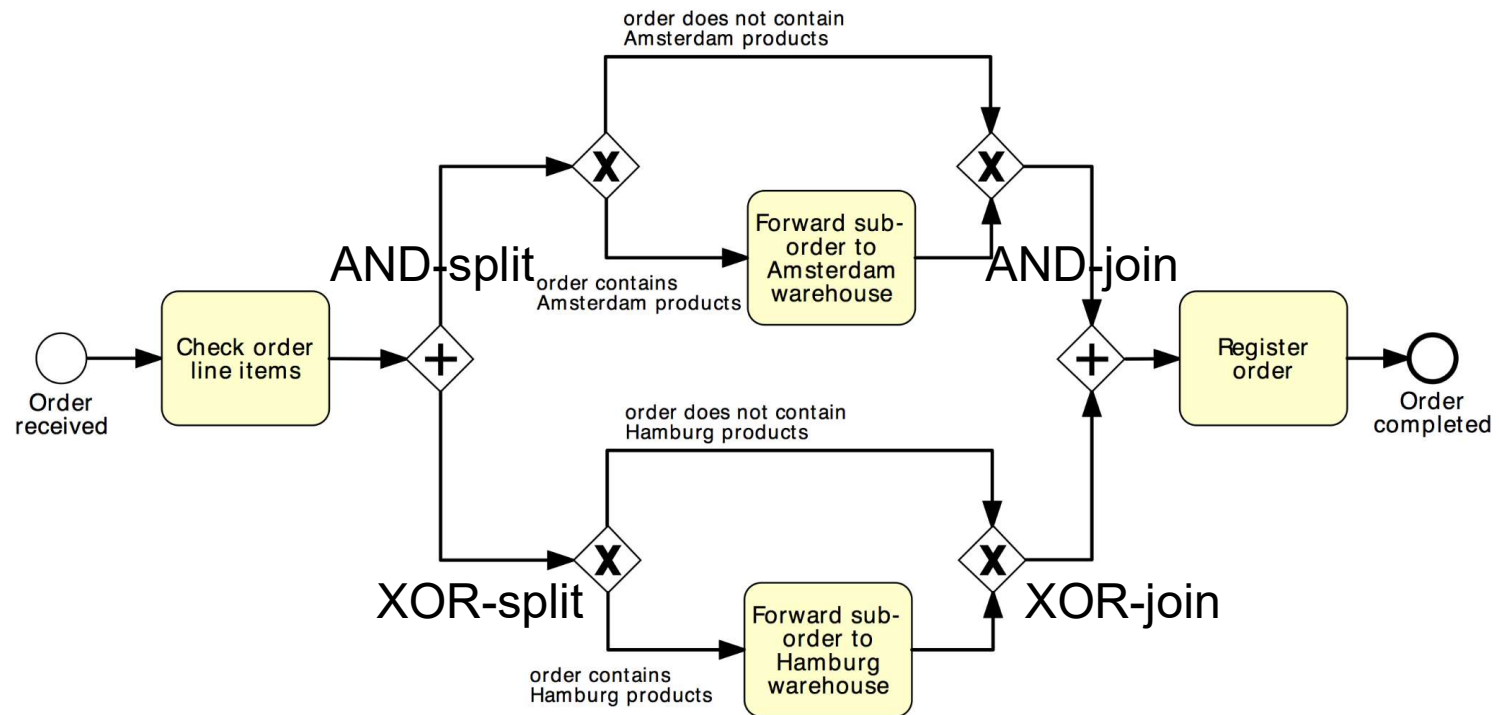 order does not contain
Amsterdam products
X
X
Forward sub-
order to
Amsterdam
warehouse
AND-split
AND-join
order contains
Amsterdam products
Check order
line items
+
+
Register
order
Order
received
Order
completed
order does not contain
Hamburg products
X
X
XOR-split
XOR-join
Forward sub-
order to
Hamburg
warehouse
order contains
Hamburg products